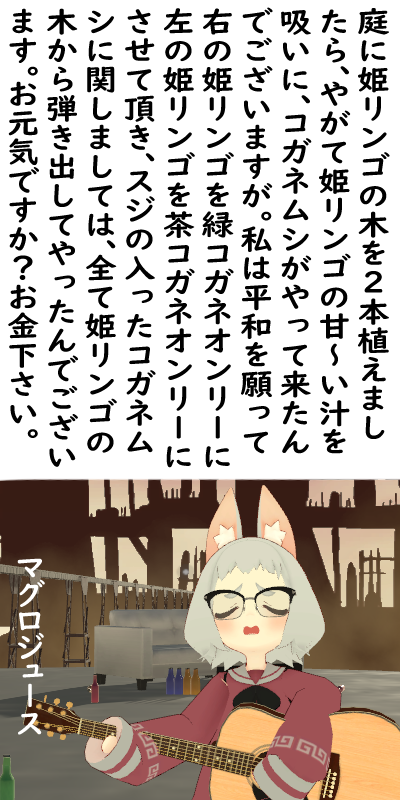 庭に姫リンゴの木を２本植えまし
たら、やがて姫リンゴの甘～い汁を
吸いに、コガネムシがやって来たん
でございますが。私は平和を願って
右の姫リンゴを緑コガネオンリーに
左の姫リンゴを茶コガネオンリーに
させて頂き、スジの入ったコガネム
シに関しましては、全て姫リンゴの
木から弾き出してやったんでござい
ます。お元気ですか？お金下さい。
マグロジュース